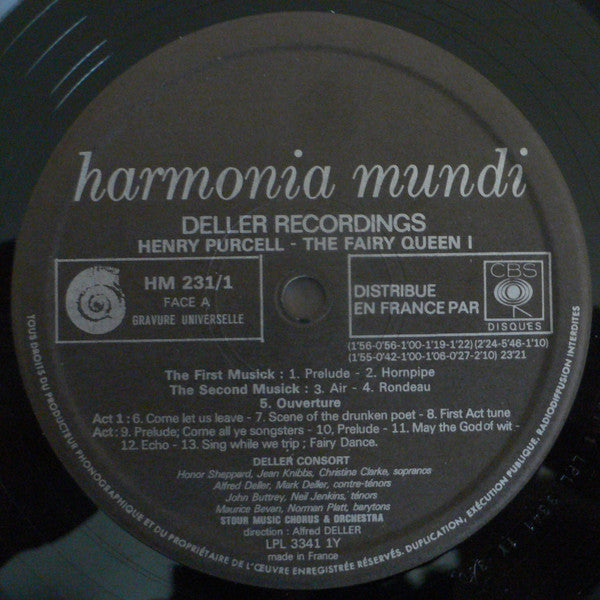 harmonia mundi
DELLER RECORDINGS
HENRY PURCELL - THE FAIRY QUEEN I
HM 231/1
FACE A
GRAVURE UNIVERSELLE
DISTRIBUE
EN FRANCE PAR
CBS
DISQUES
(1'56-0'56-1'00-1'19-1'22) (2'24-5'46-1'10)
(1'55-0'42-1'00-1'06-0'27-2'10) 23'21
The First Musick : 1. Prelude - 2. Hornpipe
The Second Musick : 3. Air - 4. Rondeau
5. Ouverture
Act 1 : 6. Come let us leave - 7. Scene of the drunken poet - 8. First Act tune
Act : 9. Prelude; Come all ye songsters - 10. Prelude - 11. May the God of wit -
12. Echo - 13. Sing while we trip ; Fairy Dance.
DELLER CONSORT
Honor Sheppard, Jean Knibbs, Christina Clarke, sopranos
Alfred Deller, Mark Deller, contre-ténors
John Buttrey, Neil Jenkins, ténors
Maurice Bevan, Norman Platt, barytons
STOUR MUSIC CHORUS & ORCHESTRA
direction : Alfred DELLER
LPL 3341 1Y
made in France
TOUS DROITS DU PRODUCTEUR PHONOGRAPHIQUE ET DU PROPRIÉTAIRE DE L'ŒUVRE ENREGISTRÉE RÉSERVÉS. DUPLICATION, EXÉCUTION PUBLIQUE, RADIODIFFUSION INTERDITES